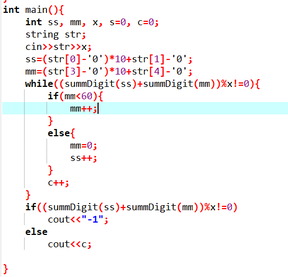 int main(){
int ss, mm, x, s=0, c=0;
string str;
cin>>str>>x;
ss=(str[0]-'0')*10+str[1]-'0';
mm=(str[3]-'0')*10+str[4]-'0';
while((summDigit(ss)+summDigit(mm))%x!=0){
if(mm<60){
mm++;
}
else{
mm=0;
ss++;
}
c++;
}
if((summDigit(ss)+summDigit(mm))%x!=0)
cout<<"-1";
else
cout<<c;
}